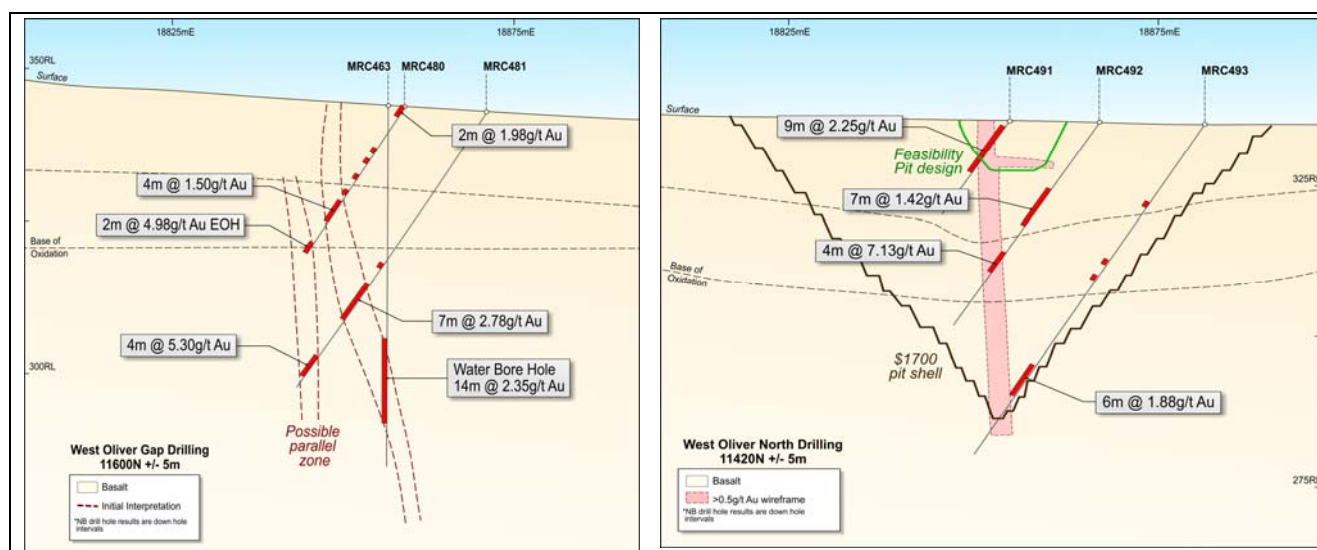 18825mE
18875mE
350RL
MRC463
MRC480
MRC481
Surface
2m @ 1.98g/t Au
4m @ 1.50g/t Au
2m @ 4.98g/t Au EOH
Base of
Oxidation
7m @ 2.78g/t Au
4m @ 5.30g/t Au
300RL
Water Bore Hole
14m @ 2.35g/t Au
Possible
parallel
zone
West Oliver Gap Drilling
11600N +/- 5m
Basalt
Initial Interpretation
*NB drill hole results are down hole
intervals
18825mE
18875mE
MRC491
MRC492
MRC493
Surface
9m @ 2.25g/t Au
Feasibility
Pit design
325RL
7m @ 1.42g/t Au
4m @ 7.13g/t Au
Base of
Oxidation
$1700
pit shell
6m @ 1.88g/t Au
West Oliver North Drilling
11420N +/- 5m
Basalt
>0.5g/t Au wireframe
*NB drill hole results are down hole
intervals
275RL